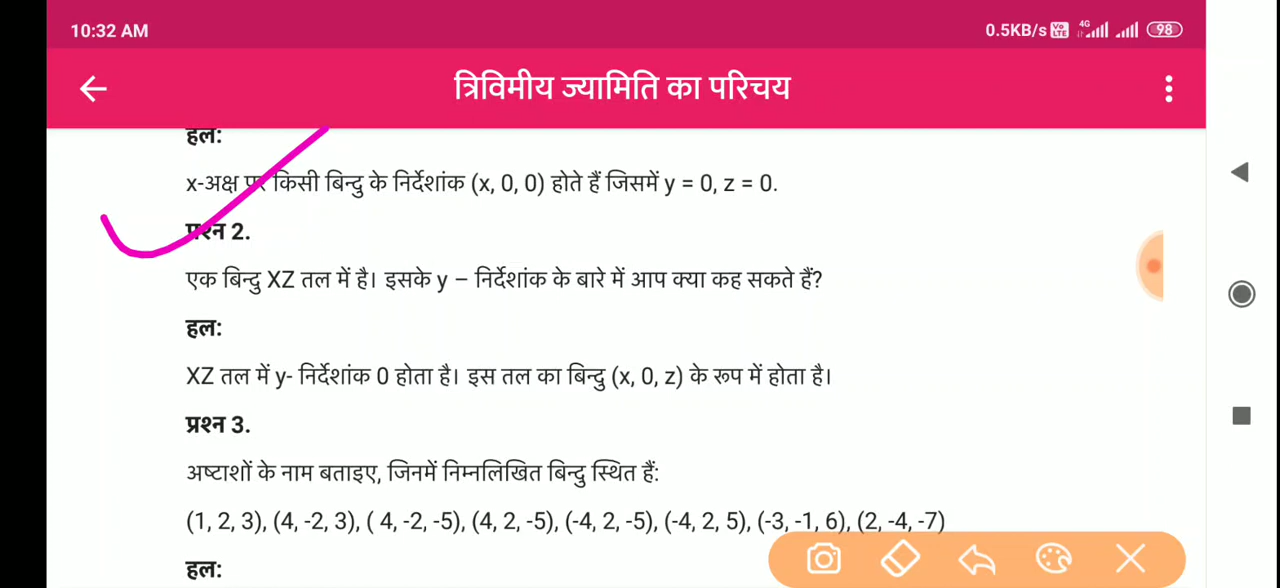 10:32 AM 0.5KB/s Vo LTE 4G 98
त्रिविमीय ज्यामिति का परिचय
हल:
x-अक्ष पर किसी बिन्दु के निर्देशांक (x, 0, 0) होते हैं जिसमें y = 0, z = 0.
प्रश्न 2.
एक बिन्दु XZ तल में है। इसके y – निर्देशांक के बारे में आप क्या कह सकते हैं?
हल:
XZ तल में y- निर्देशांक 0 होता है। इस तल का बिन्दु (x, 0, z) के रूप में होता है।
प्रश्न 3.
अष्टाशों के नाम बताइए, जिनमें निम्नलिखित बिन्दु स्थित हैं:
(1, 2, 3), (4, -2, 3), ( 4, -2, -5), (4, 2, -5), (-4, 2, -5), (-4, 2, 5), (-3, -1, 6), (2, -4, -7)
हल: